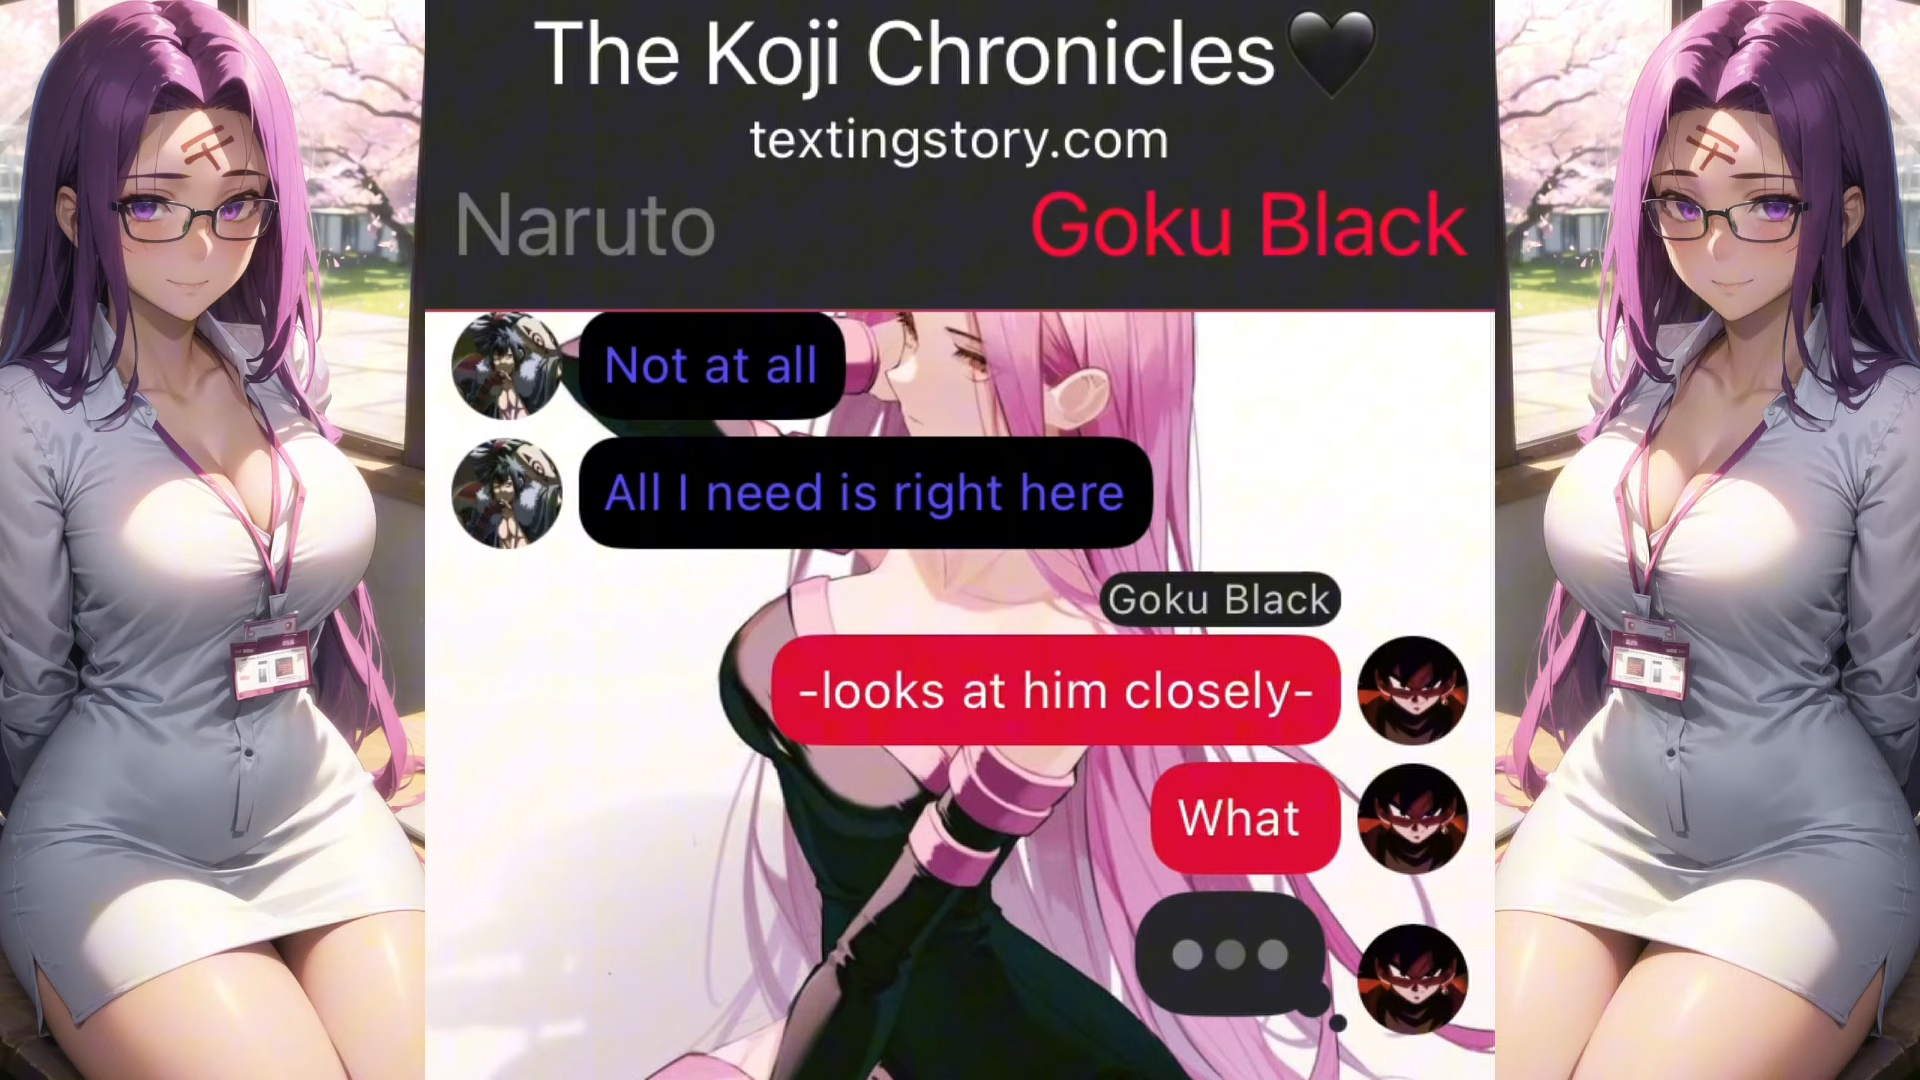 The Koji Chronicles🖤
textingstory.com
Naruto
Goku Black
Not at all
All I need is right here
Goku Black
-looks at him closely-
What